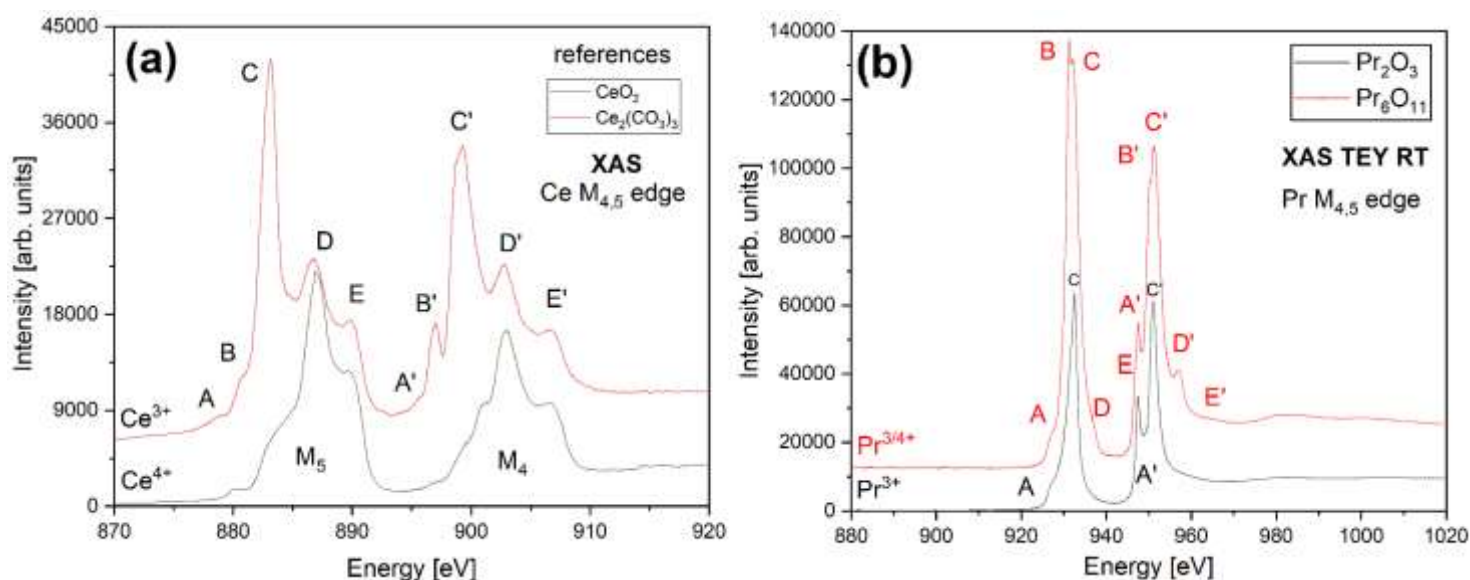 (a)
references
CeO₂
Ce₂(CO₃)₃
XAS
Ce M₄,₅ edge
45000
36000
27000
18000
9000
0
Intensity [arb. units]
C
D
E
B
A
A'
B'
C'
D'
E'
Ce³⁺
Ce⁴⁺
M₅
M₄
870
880
890
900
910
920
Energy [eV]
(b)
Pr₂O₃
Pr₆O₁₁
XAS TEY RT
Pr M₄,₅ edge
140000
120000
100000
80000
60000
40000
20000
0
Intensity [arb. units]
B
C
C'
B'
C
C'
A'
E
D'
A
D
E'
Pr³/⁴⁺
Pr³⁺
A
A'
880
900
920
940
960
980
1000
1020
Energy [eV]